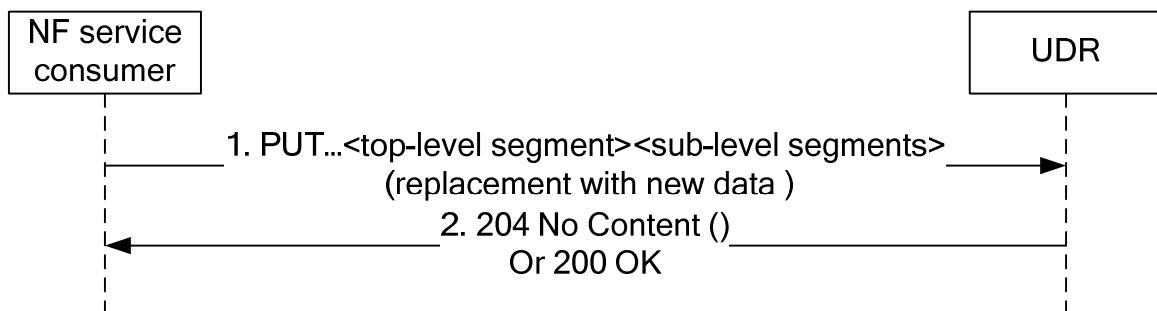 NF service
consumer
UDR
1. PUT...<top-level segment><sub-level segments>
(replacement with new data )
2. 204 No Content ()
Or 200 OK